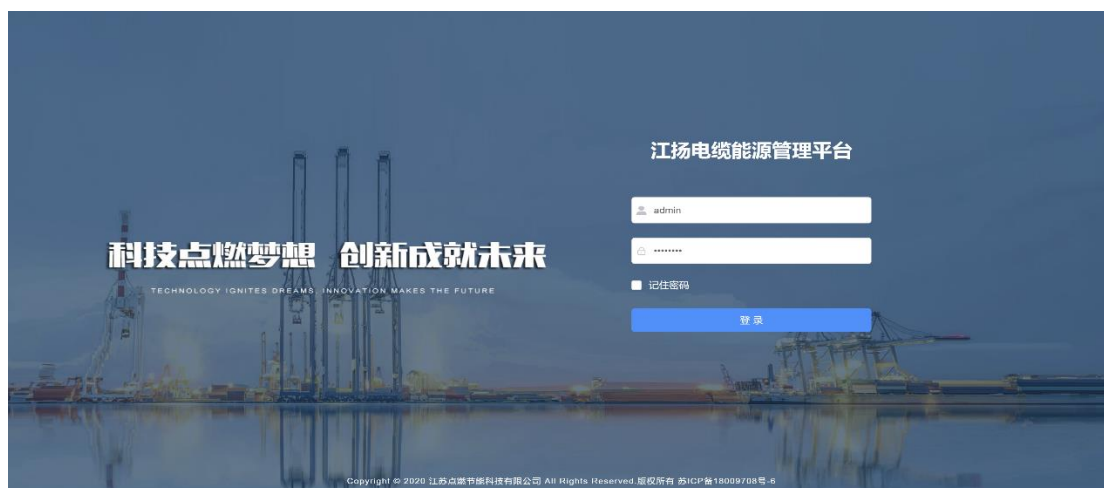 江扬电缆能源管理平台
admin
••••••••
科技点燃梦想 创新成就未来
TECHNOLOGY IGNITES DREAMS, INNOVATION MAKES THE FUTURE
记住密码
登 录
Copyright © 2020 江苏点燃节能科技有限公司 All Rights Reserved.版权所有 苏ICP备18009708号-6